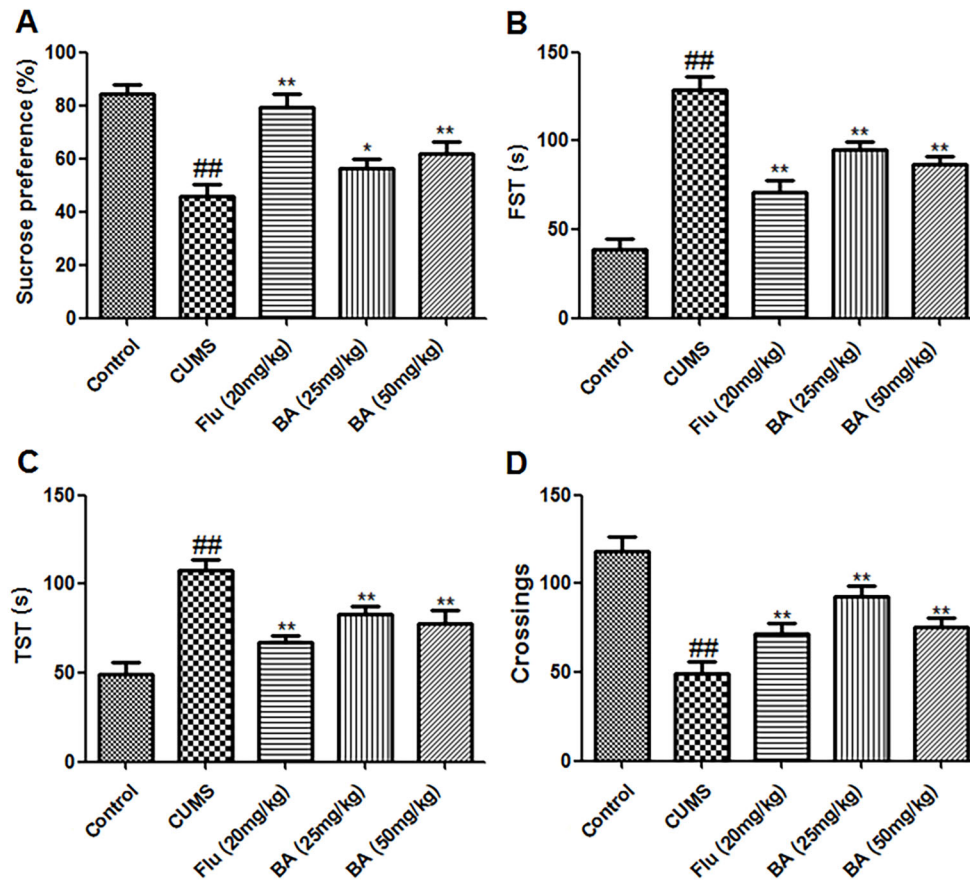 A
Sucrose preference (%)
100
80
60
40
20
0
##
**
*
**
Control
CUMS
Flu (20mg/kg)
BA (25mg/kg)
BA (50mg/kg)
B
FST (s)
150
100
50
0
##
**
**
**
Control
CUMS
Flu (20mg/kg)
BA (25mg/kg)
BA (50mg/kg)
C
TST (s)
150
100
50
0
##
**
**
**
Control
CUMS
Flu (20mg/kg)
BA (25mg/kg)
BA (50mg/kg)
D
Crossings
150
100
50
0
##
**
**
**
Control
CUMS
Flu (20mg/kg)
BA (25mg/kg)
BA (50mg/kg)